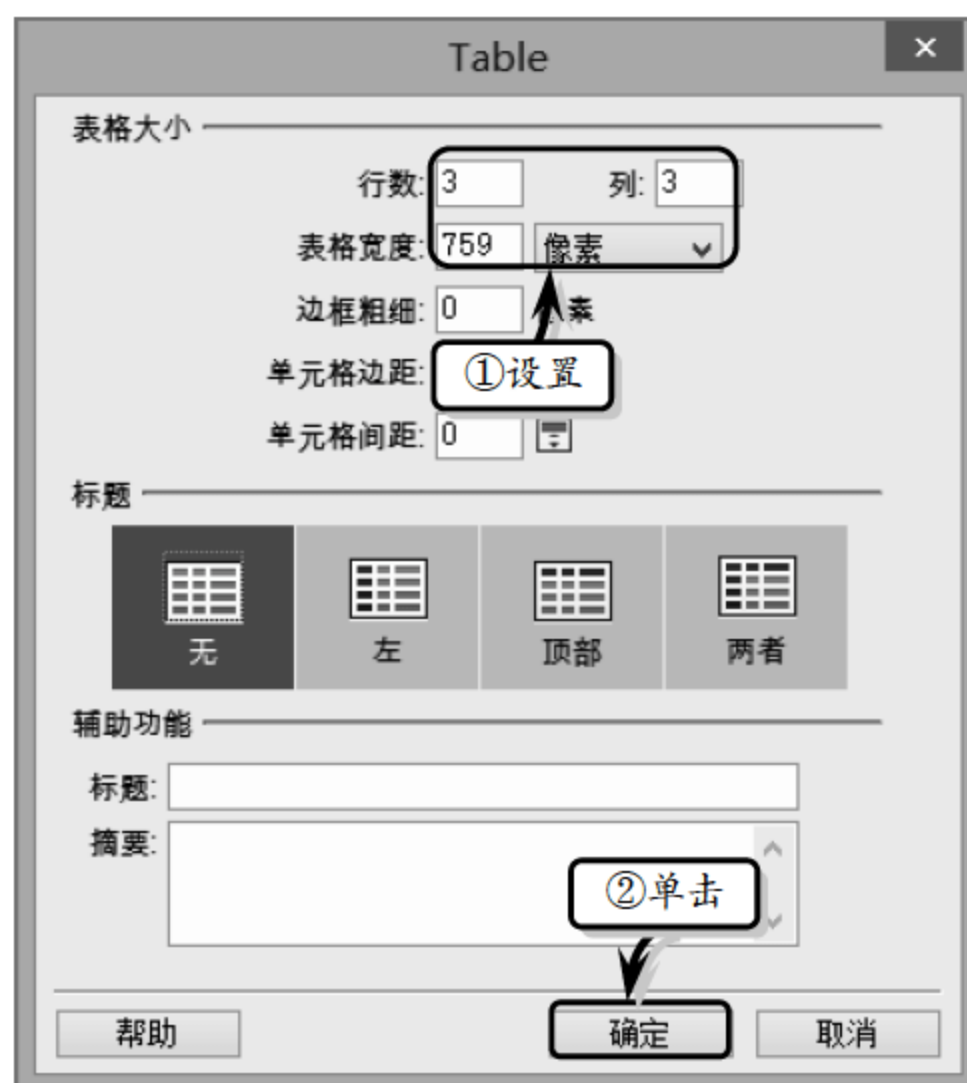 Table
表格大小
行数: 3 列: 3
表格宽度: 759 像素
边框粗细: 0 素
①设置
单元格边距:
单元格间距: 0
标题
无 左 顶部 两者
辅助功能
标题:
摘要:
②单击
帮助 确定 取消